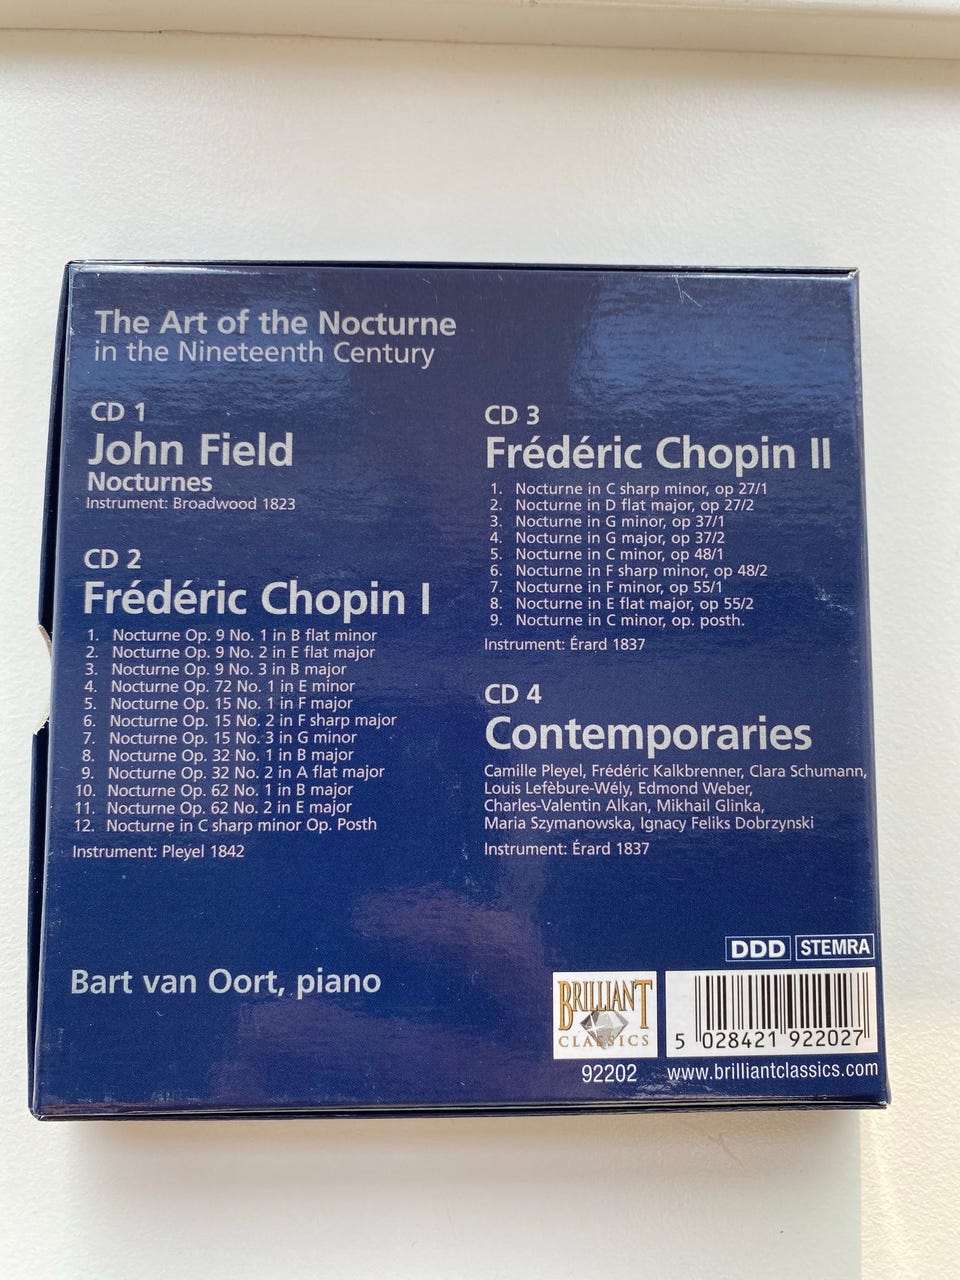 The Art of the Nocturne
in the Nineteenth Century
CD 1
John Field
Nocturnes
Instrument: Broadwood 1823
CD 2
Frédéric Chopin I
1. Nocturne Op. 9 No. 1 in B flat minor
2. Nocturne Op. 9 No. 2 in E flat major
3. Nocturne Op. 9 No. 3 in B major
4. Nocturne Op. 72 No. 1 in E minor
5. Nocturne Op. 15 No. 1 in F major
6. Nocturne Op. 15 No. 2 in F sharp major
7. Nocturne Op. 15 No. 3 in G minor
8. Nocturne Op. 32 No. 1 in B major
9. Nocturne Op. 32 No. 2 in A flat major
10. Nocturne Op. 62 No. 1 in B major
11. Nocturne Op. 62 No. 2 in E major
12. Nocturne in C sharp minor Op. Posth
Instrument: Pleyel 1842
CD 3
Frédéric Chopin II
1. Nocturne in C sharp minor, op 27/1
2. Nocturne in D flat major, op 27/2
3. Nocturne in G minor, op 37/1
4. Nocturne in G major, op 37/2
5. Nocturne in C minor, op 48/1
6. Nocturne in F sharp minor, op 48/2
7. Nocturne in F minor, op 55/1
8. Nocturne in E flat major, op 55/2
9. Nocturne in C minor, op. posth.
Instrument: Érard 1837
CD 4
Contemporaries
Camille Pleyel, Frédéric Kalkbrenner, Clara Schumann,
Louis Lefèbure-Wély, Edmond Weber,
Charles-Valentin Alkan, Mikhail Glinka,
Maria Szymanowska, Ignacy Feliks Dobrzynski
Instrument: Érard 1837
Bart van Oort, piano
DDD STEMRA
BRILLIANT
CLASSICS
5 028421 922027
92202 www.brilliantclassics.com